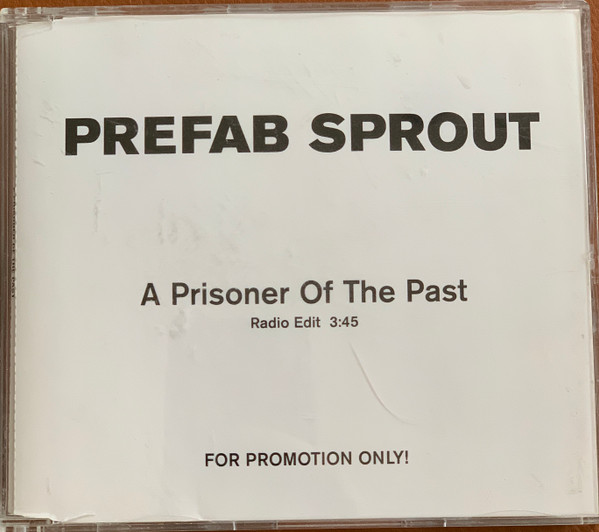 PREFAB SPROUT
A Prisoner Of The Past
Radio Edit 3:45
FOR PROMOTION ONLY!